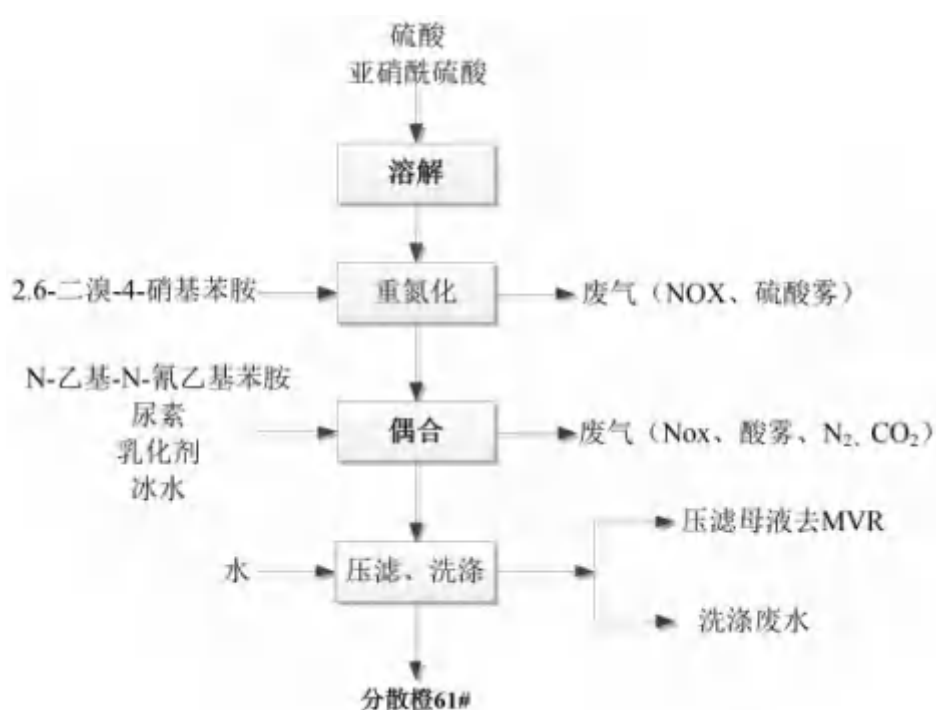 硫酸
亚硝酰硫酸
溶解
2.6-二溴-4-硝基苯胺
重氮化
废气（NOX、硫酸雾）
N-乙基-N-氰乙基苯胺
尿素
乳化剂
冰水
偶合
废气（Nox、酸雾、N₂、CO₂）
水
压滤、洗涤
压滤母液去MVR
洗涤废水
分散橙61#